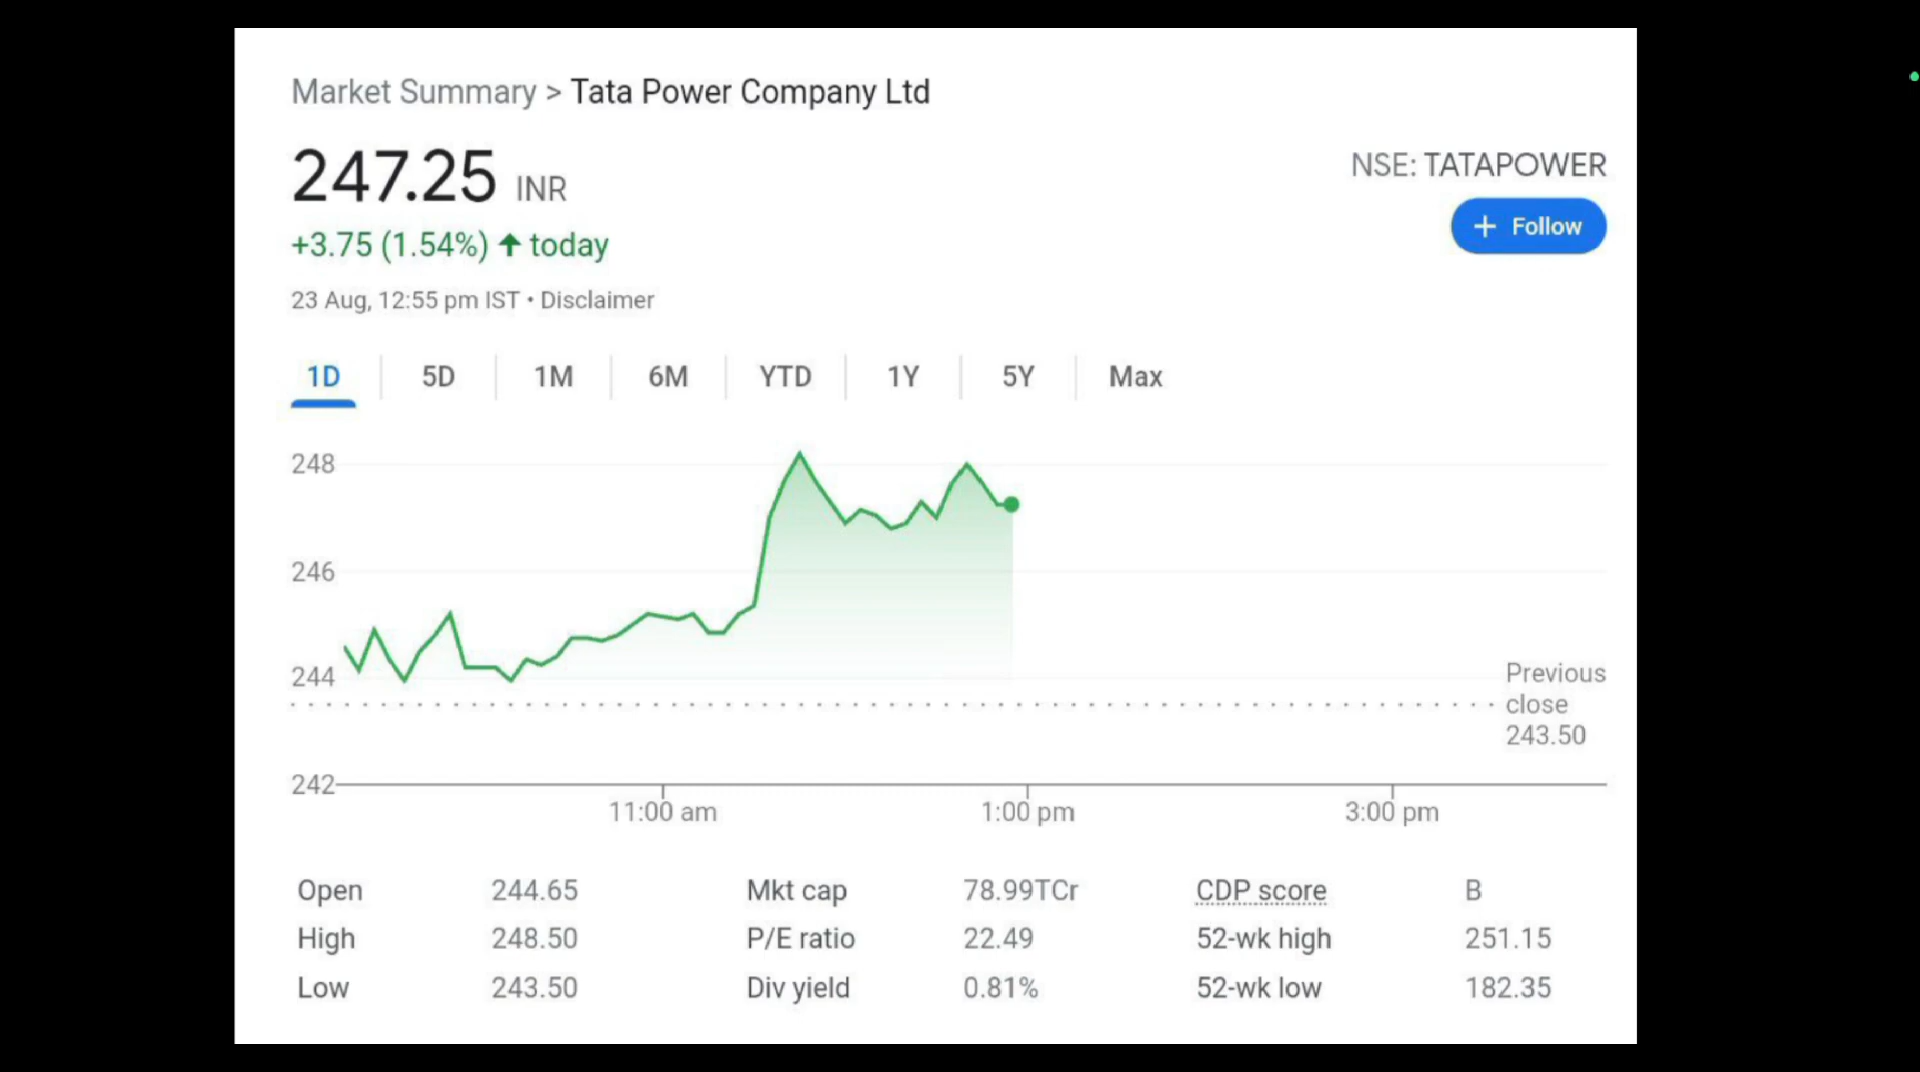 Market Summary > Tata Power Company Ltd
247.25 INR
NSE: TATAPOWER
+ Follow
+3.75 (1.54%) ↑ today
23 Aug, 12:55 pm IST • Disclaimer
1D 5D 1M 6M YTD 1Y 5Y Max
248
246
244
242
Previous
close
243.50
11:00 am 1:00 pm 3:00 pm
Open 244.65 Mkt cap 78.99TCr CDP score B
High 248.50 P/E ratio 22.49 52-wk high 251.15
Low 243.50 Div yield 0.81% 52-wk low 182.35